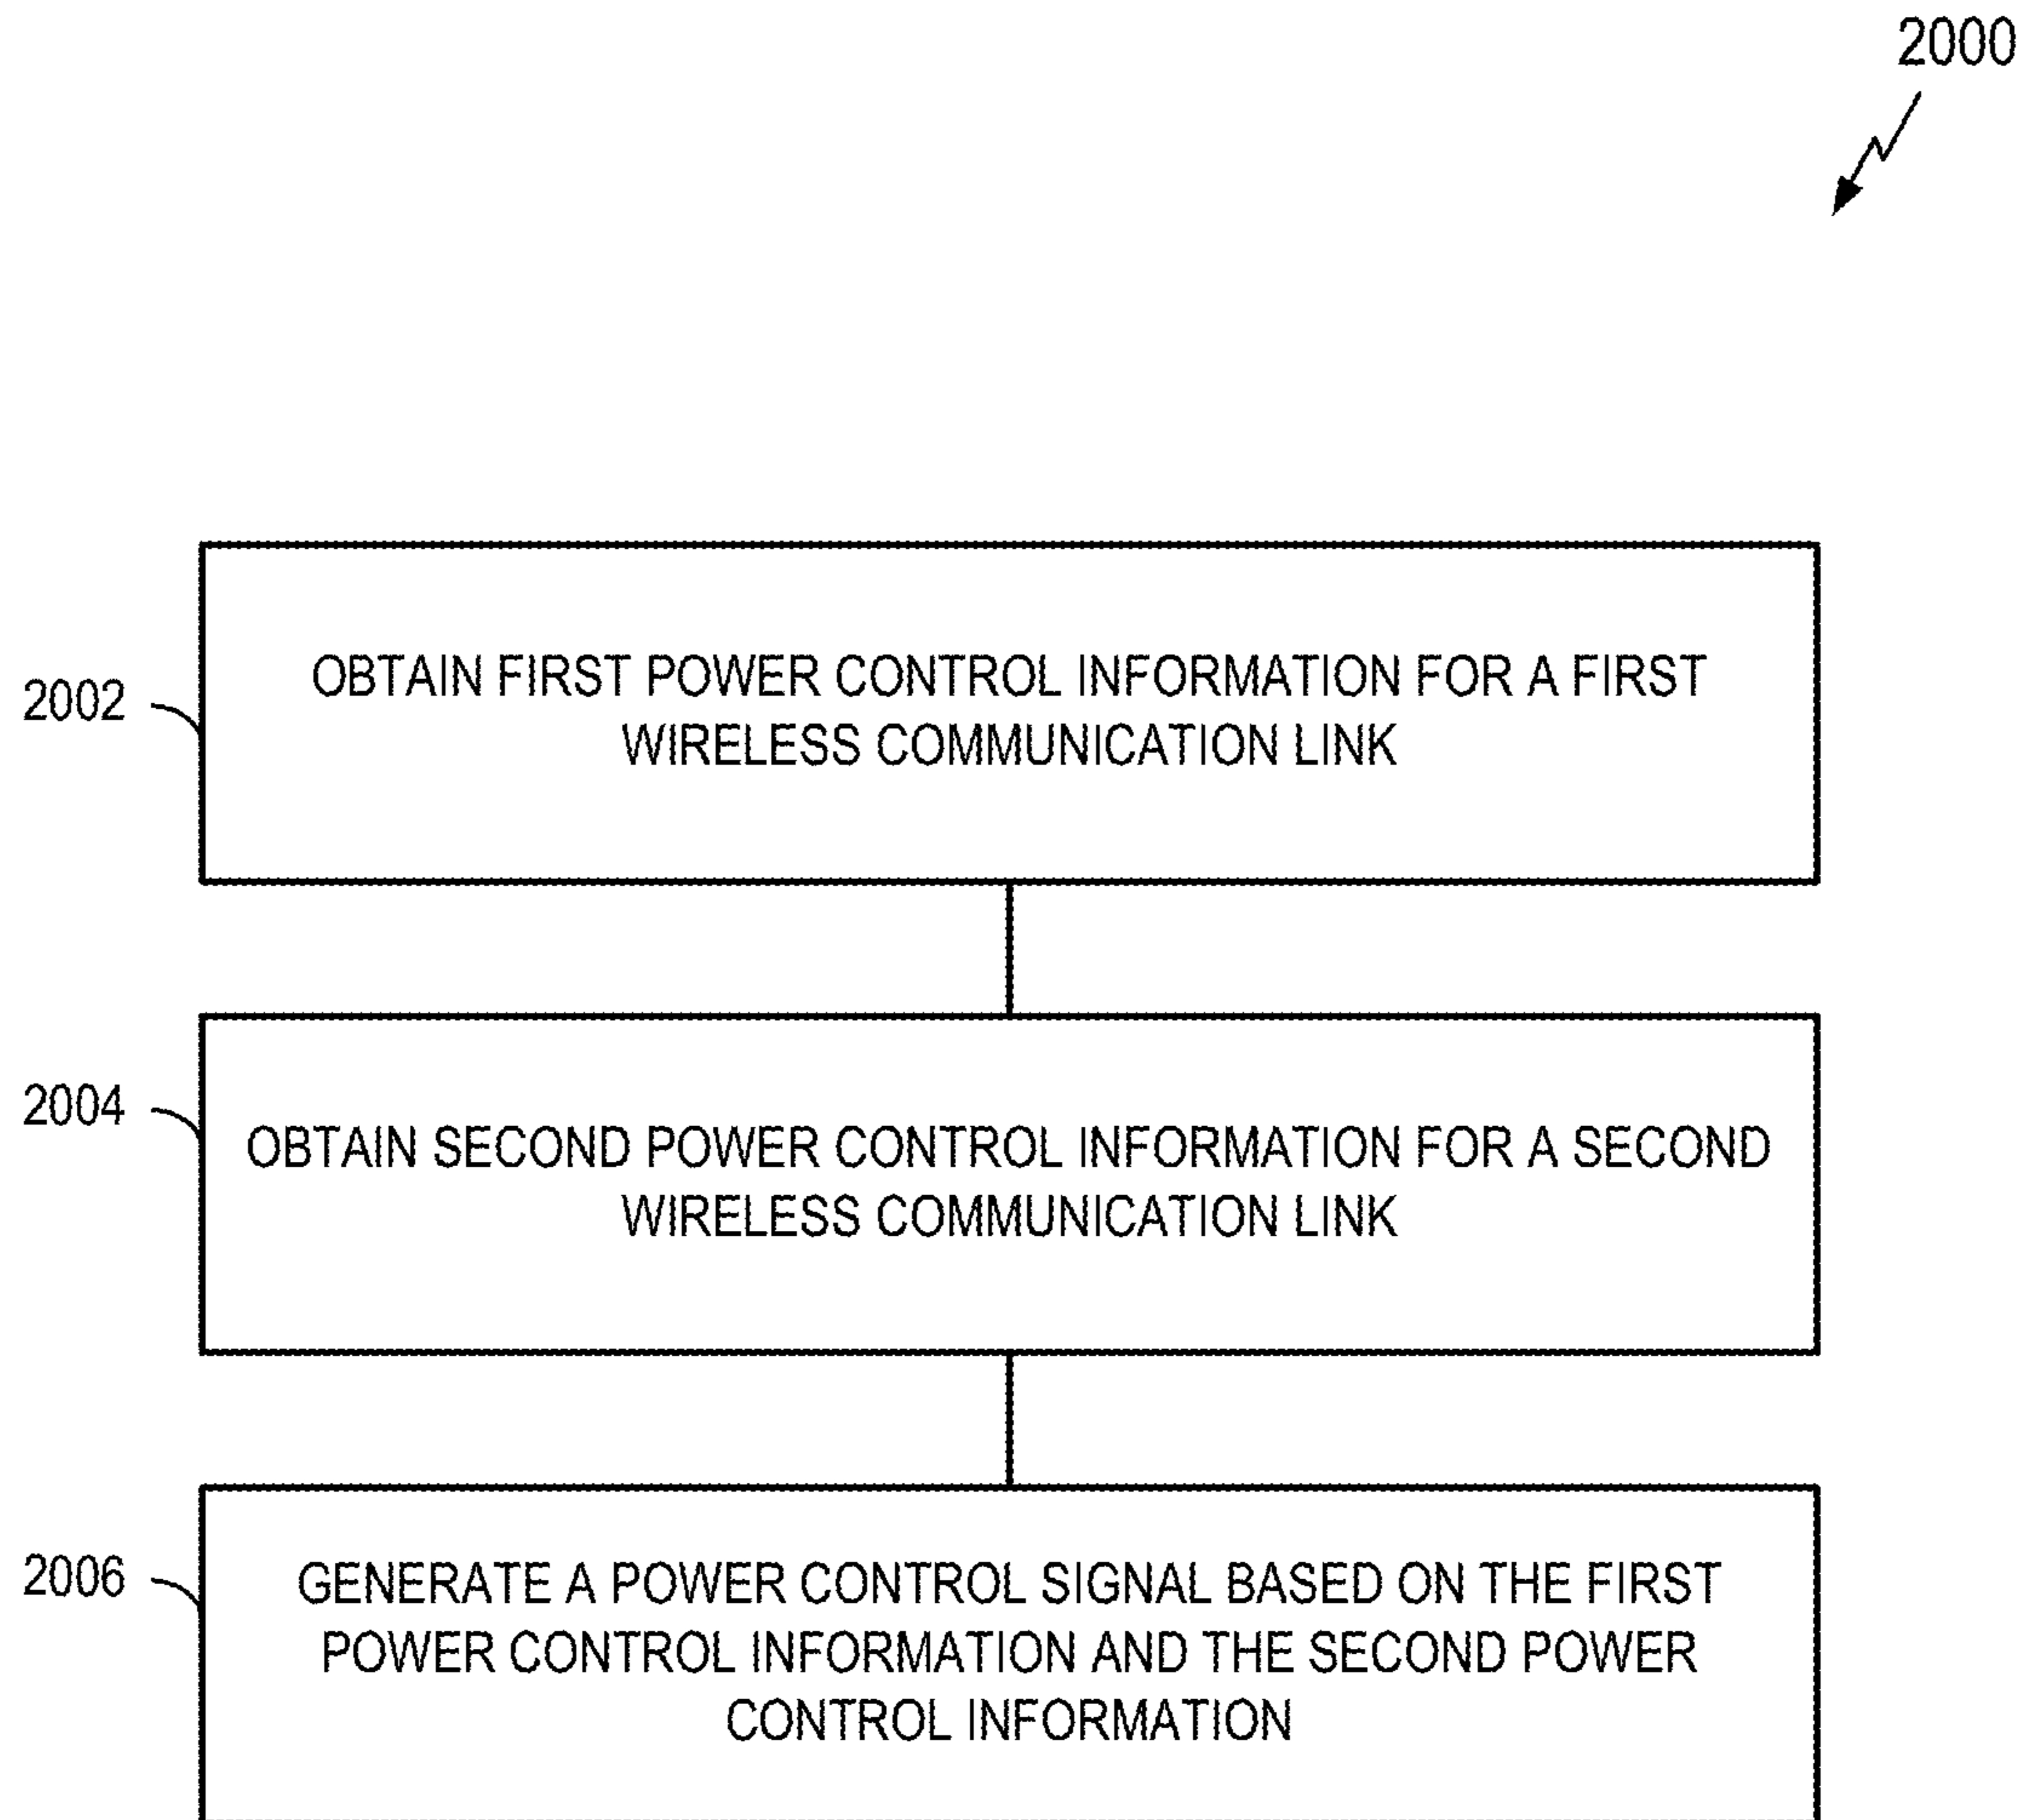 2000
2002
OBTAIN FIRST POWER CONTROL INFORMATION FOR A FIRST
WIRELESS COMMUNICATION LINK
2004
OBTAIN SECOND POWER CONTROL INFORMATION FOR A SECOND
WIRELESS COMMUNICATION LINK
2006
GENERATE A POWER CONTROL SIGNAL BASED ON THE FIRST
POWER CONTROL INFORMATION AND THE SECOND POWER
CONTROL INFORMATION